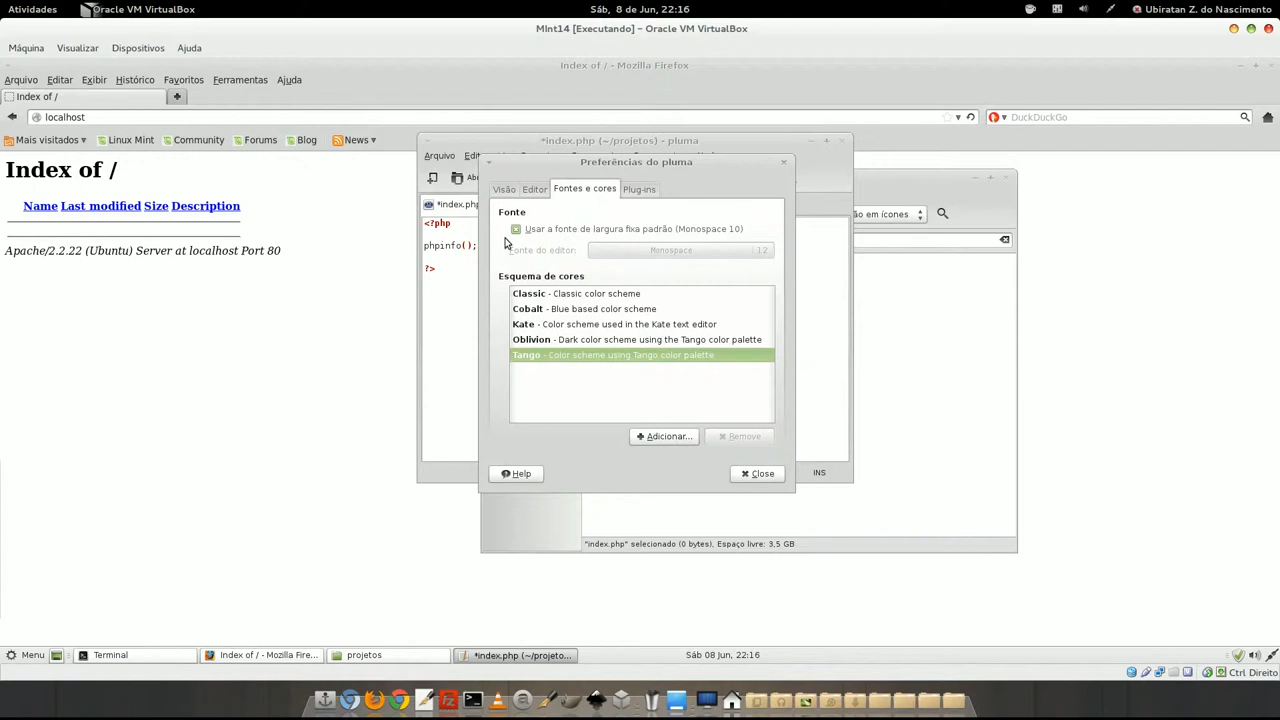 Atividades
Oracle VM VirtualBox
Sáb, 8 de Jun, 22:16
Ubiratan Z. do Nascimento
Mint14 [Executando] – Oracle VM VirtualBox
Máquina Visualizar Dispositivos Ajuda
Index of / - Mozilla Firefox
Arquivo Editar Exibir Histórico Favoritos Ferramentas Ajuda
Index of /
localhost
DuckDuckGo
Mais visitados Linux Mint Community Forums Blog News
*index.php (~/projetos) - pluma
Arquivo
Preferências do pluma
Index of /
Visão Editor Fontes e cores Plug-ins
Name Last modified Size Description
*index.php
Fonte
ão em ícones
<?php
Usar a fonte de largura fixa padrão (Monospace 10)
phpinfo();
Fonte do editor: Monospace 12
Apache/2.2.22 (Ubuntu) Server at localhost Port 80
?>
Esquema de cores
Classic - Classic color scheme
Cobalt - Blue based color scheme
Kate - Color scheme used in the Kate text editor
Oblivion - Dark color scheme using the Tango color palette
Tango - Color scheme using Tango color palette
Adicionar... Remove
Help Close
INS
"index.php" selecionado (0 bytes), Espaço livre: 3,5 GB
Menu Terminal Index of / - Mozilla Fire... projetos *index.php (~/projeto... Sáb 08 Jun, 22:16
Ctrl Direito